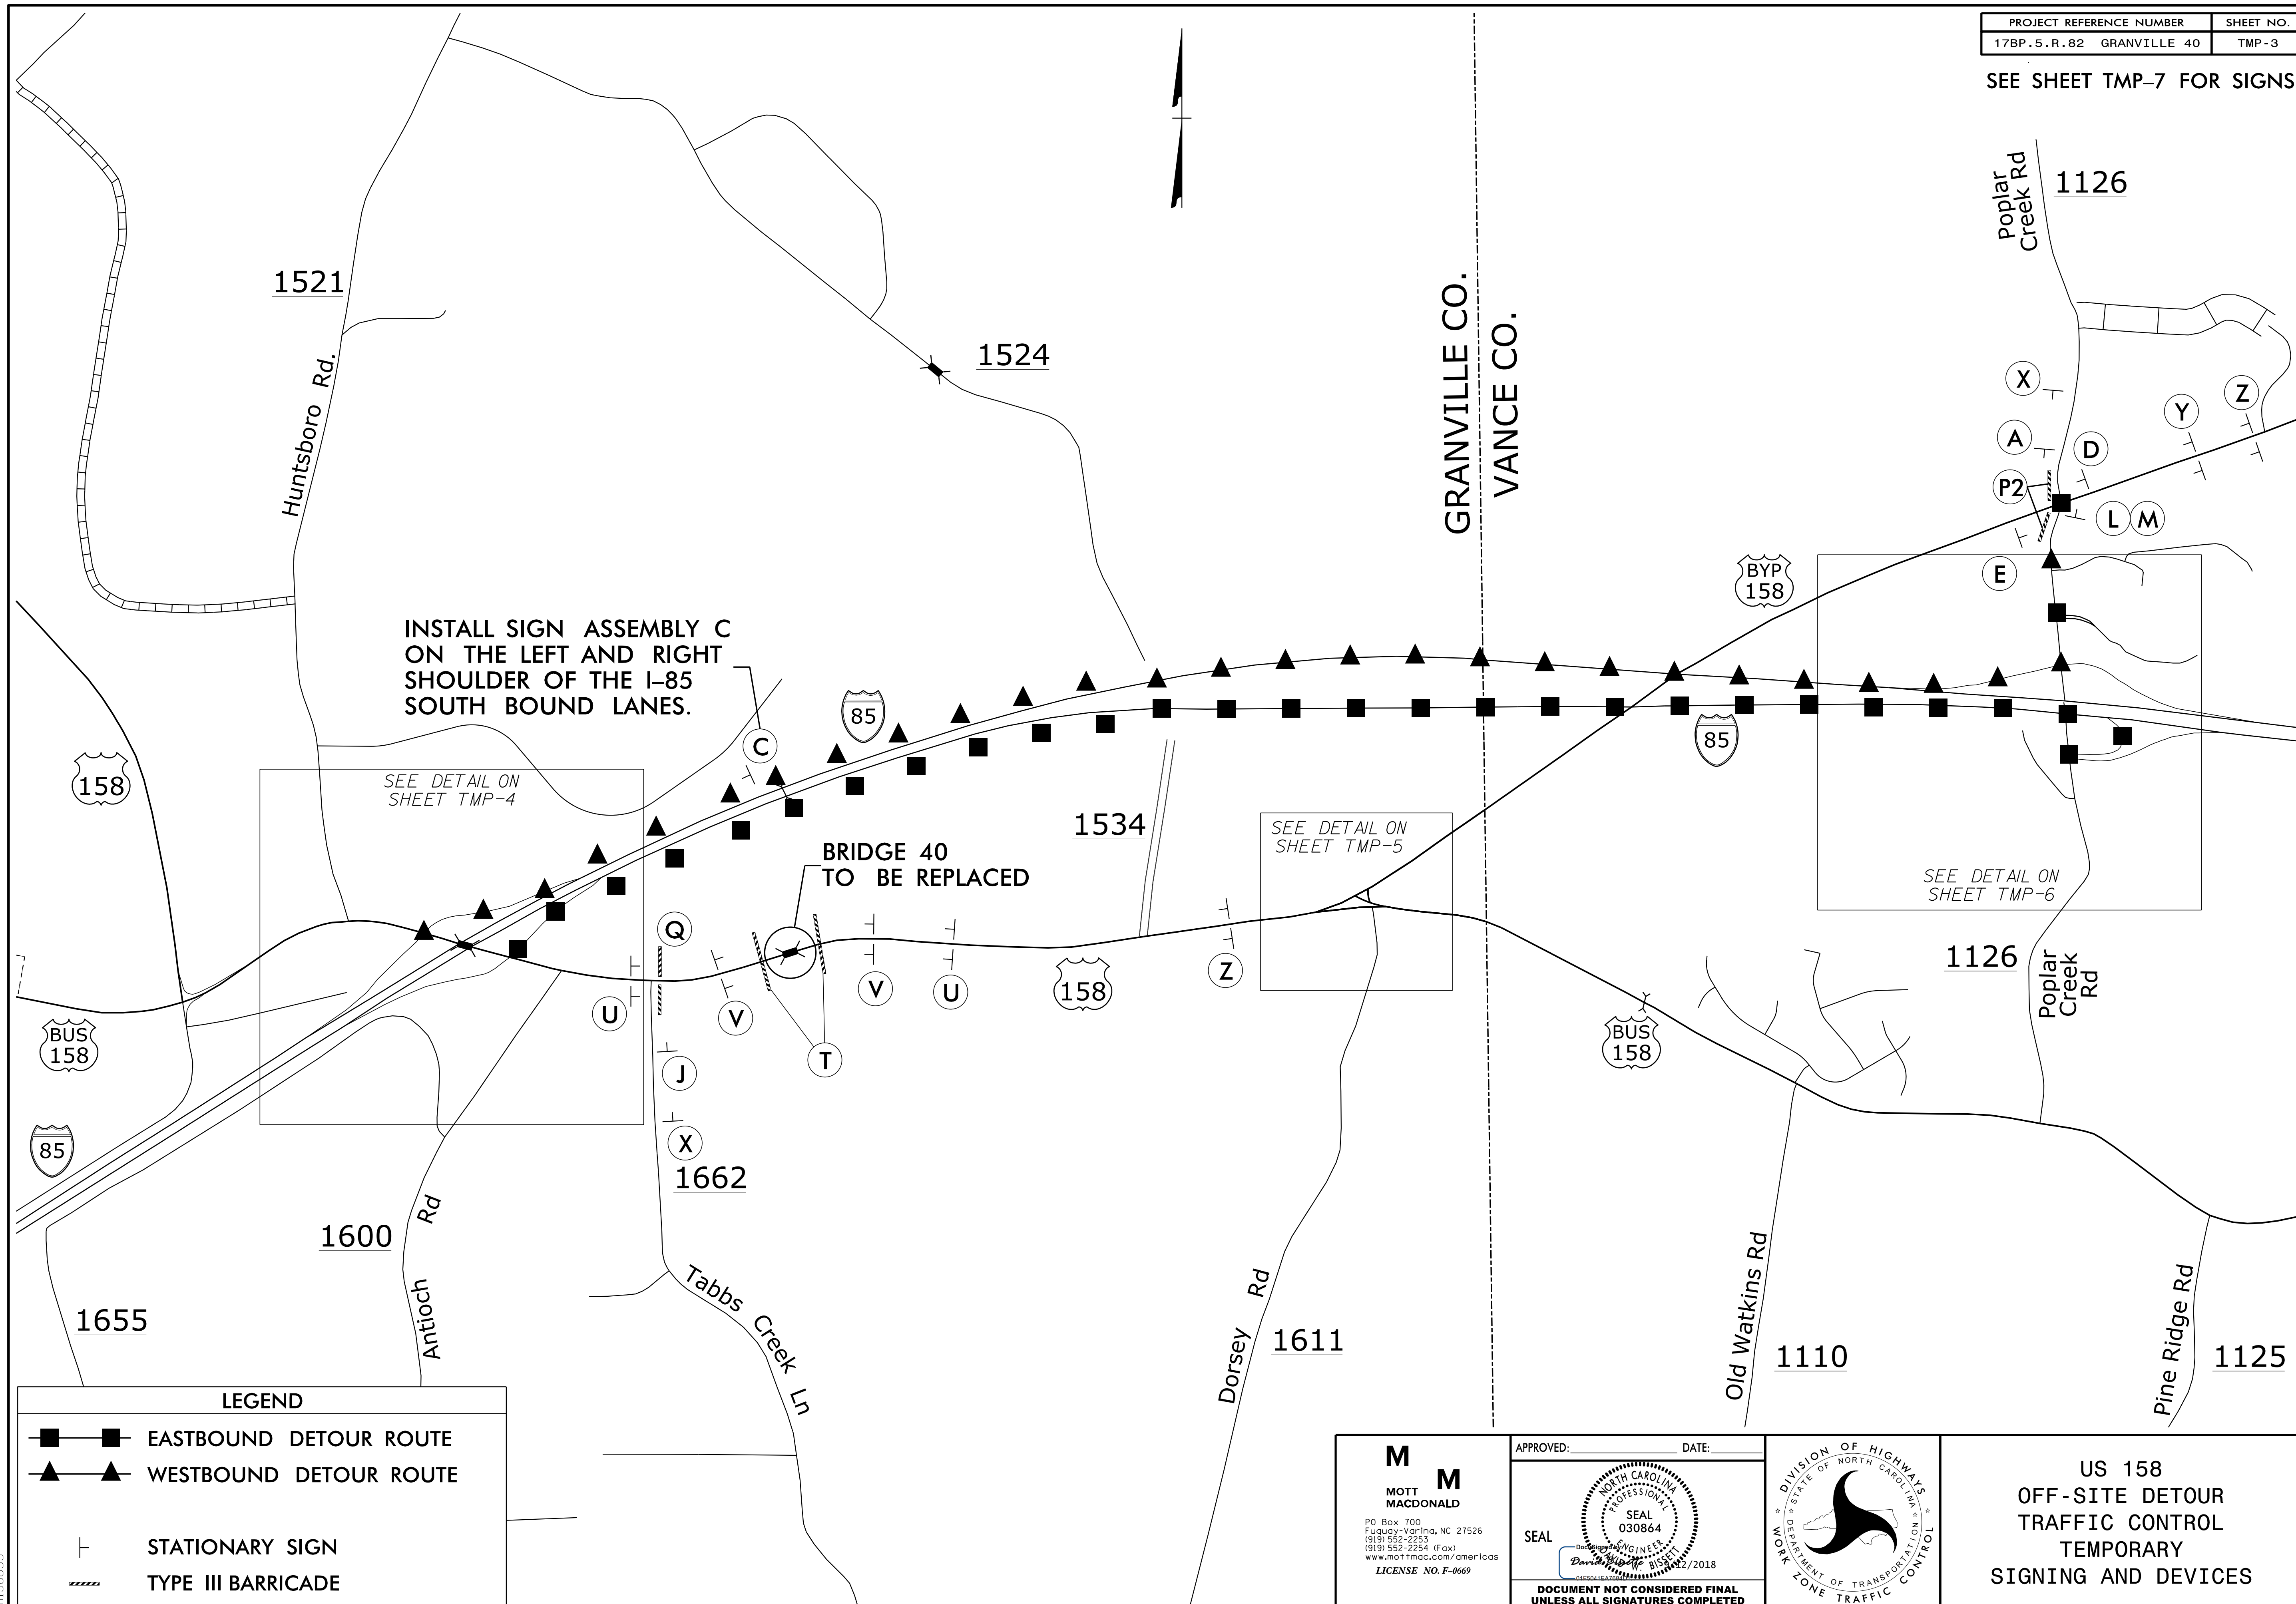 PROJECT REFERENCE NUMBER
SHEET NO.
17BP.5.R.82 GRANVILLE 40
TMP-3
SEE SHEET TMP–7 FOR SIGNS
Poplar
Creek Rd
1126
1521
Huntsboro Rd.
1524
GRANVILLE CO.
VANCE CO.
X
A
P2
D
Y
Z
L
M
E
BYP
158
INSTALL SIGN ASSEMBLY C
ON THE LEFT AND RIGHT
SHOULDER OF THE I–85
SOUTH BOUND LANES.
C
85
85
158
SEE DETAIL ON
SHEET TMP-4
BRIDGE 40
TO BE REPLACED
1534
SEE DETAIL ON
SHEET TMP-5
SEE DETAIL ON
SHEET TMP-6
Q
U
V
T
V
U
158
Z
1126
Poplar
Creek
Rd
BUS
158
BUS
158
85
J
X
1662
1600
Antioch Rd
1655
Tabbs Creek Ln
Dorsey Rd
1611
Old Watkins Rd
1110
Pine Ridge Rd
1125
LEGEND
EASTBOUND DETOUR ROUTE
WESTBOUND DETOUR ROUTE
STATIONARY SIGN
TYPE III BARRICADE
M
M
MOTT
MACDONALD
PO Box 700
Fuquay-Varina, NC 27526
(919) 552-2253
(919) 552-2254 (Fax)
www.mottmac.com/americas
LICENSE NO. F–0669
APPROVED:
DATE:
SEAL
NORTH CAROLINA
PROFESSIONAL
SEAL
030864
ENGINEER
DAVID W. BISSETT
DOCUMENT NOT CONSIDERED FINAL
UNLESS ALL SIGNATURES COMPLETED
DIVISION OF HIGHWAYS
STATE OF NORTH CAROLINA
DEPARTMENT OF TRANSPORTATION
WORK ZONE TRAFFIC CONTROL
US 158
OFF-SITE DETOUR
TRAFFIC CONTROL
TEMPORARY
SIGNING AND DEVICES